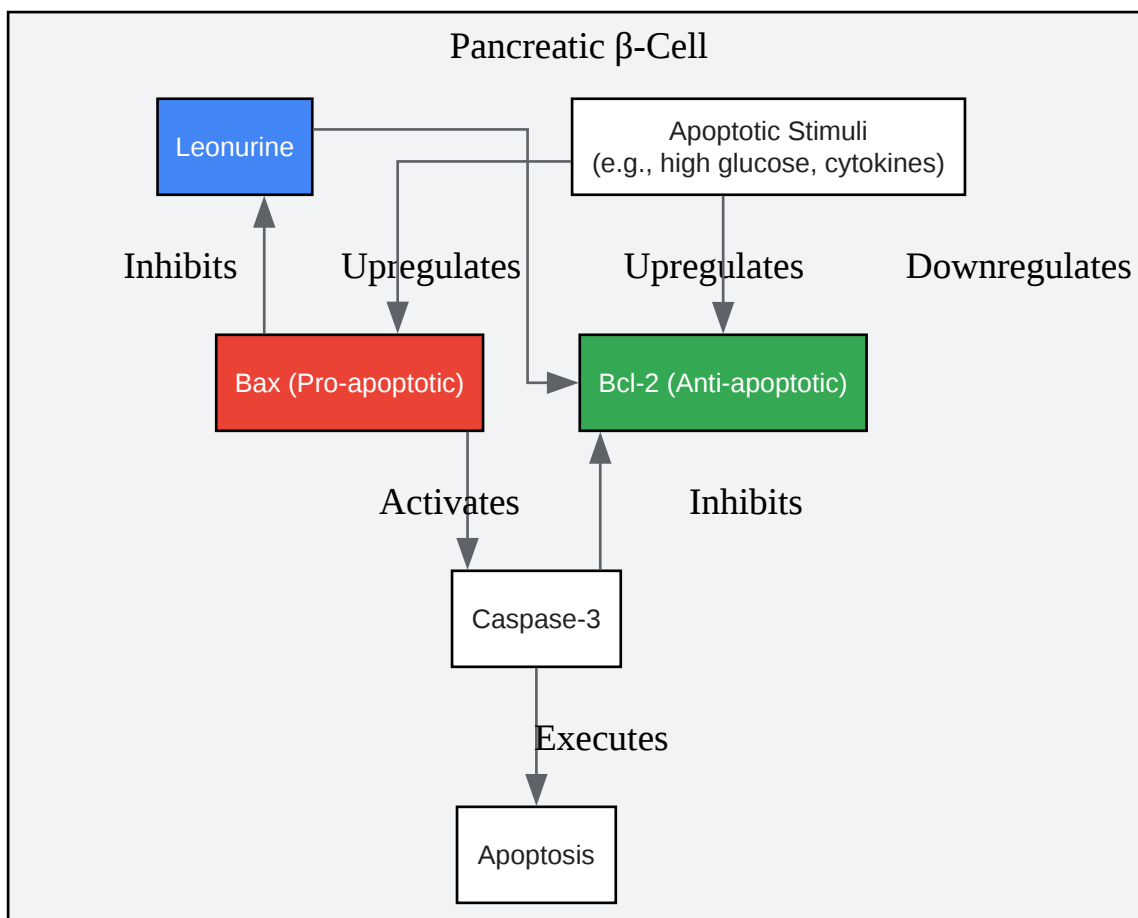 Pancreatic β-Cell
Leonurine
Apoptotic Stimuli
(e.g., high glucose, cytokines)
Inhibits
Upregulates
Upregulates
Downregulates
Bax (Pro-apoptotic)
Bcl-2 (Anti-apoptotic)
Activates
Inhibits
Caspase-3
Executes
Apoptosis